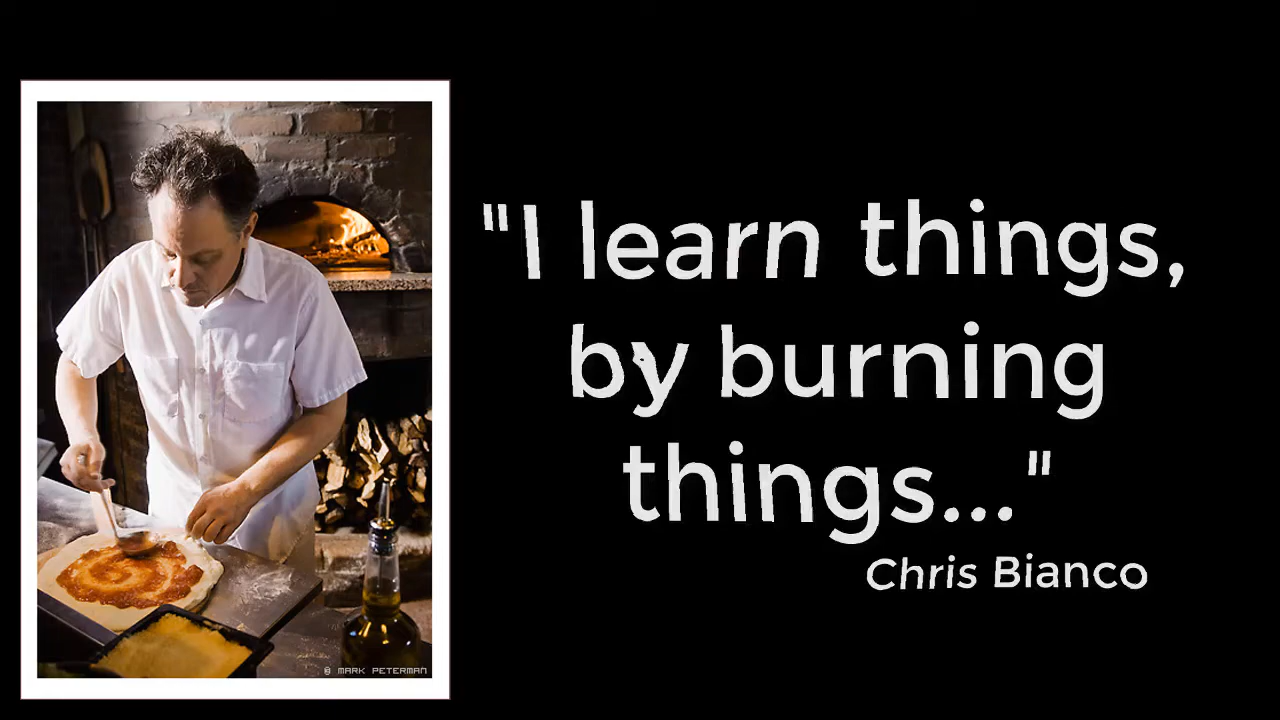 "I learn things,
by burning
things..."
Chris Bianco
© MARK PETERMAN